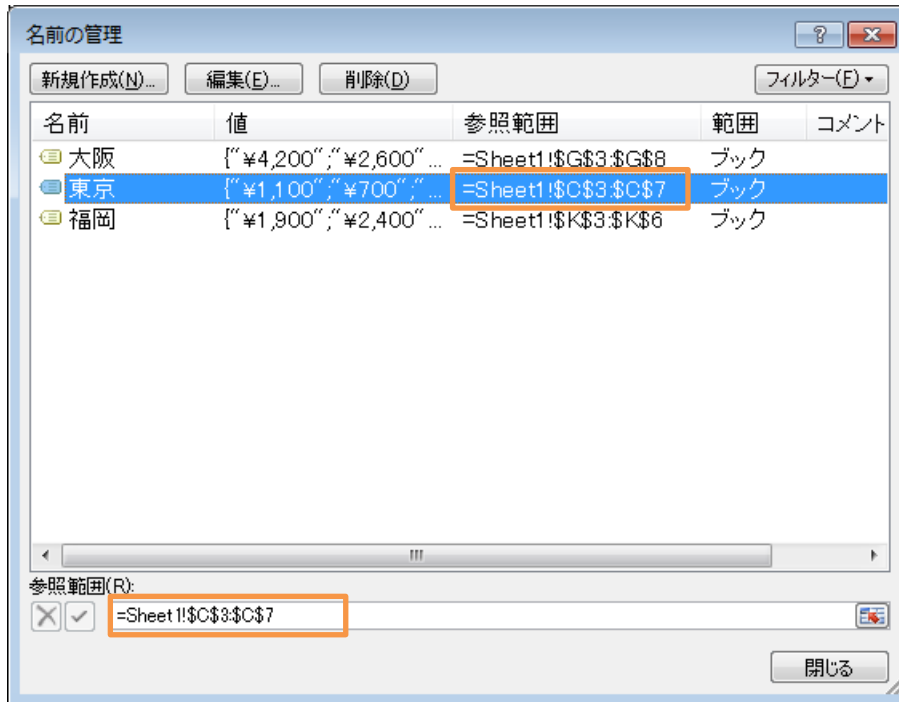 名前の管理
新規作成(N)... 編集(E)... 削除(D) フィルター(F)
名前 値 参照範囲 範囲 コメント
大阪 {"¥4,200";"¥2,600"... =Sheet1!$G$3:$G$8 ブック
東京 {"¥1,100";"¥700";"... =Sheet1!$C$3:$C$7 ブック
福岡 {"¥1,900";"¥2,400"... =Sheet1!$K$3:$K$6 ブック
参照範囲(R):
=Sheet1!$C$3:$C$7
閉じる